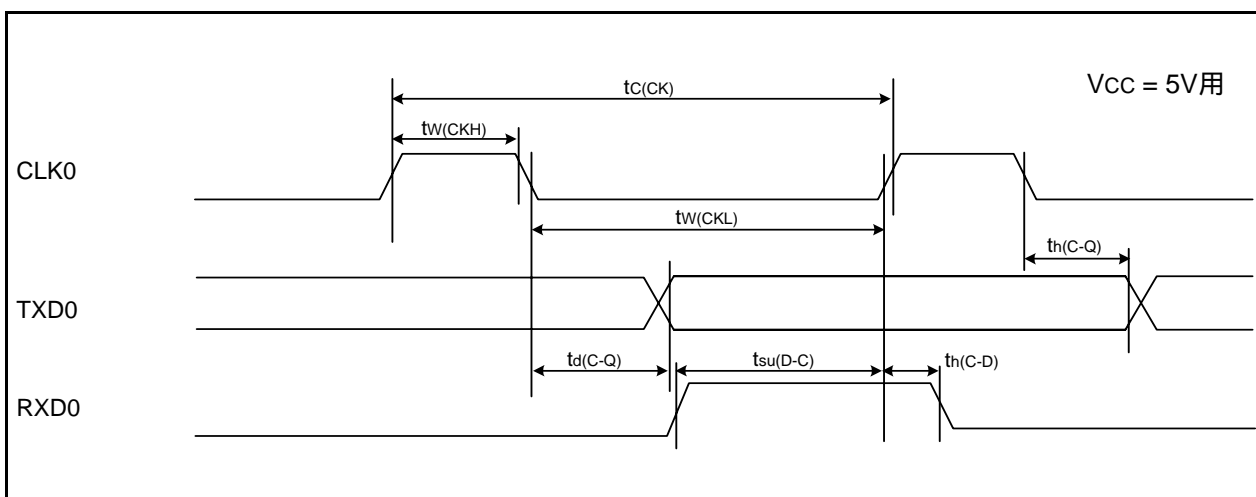 VCC = 5V用
tC(CK)
tW(CKH)
CLK0
tW(CKL)
th(C-Q)
TXD0
td(C-Q)
tsu(D-C)
th(C-D)
RXD0